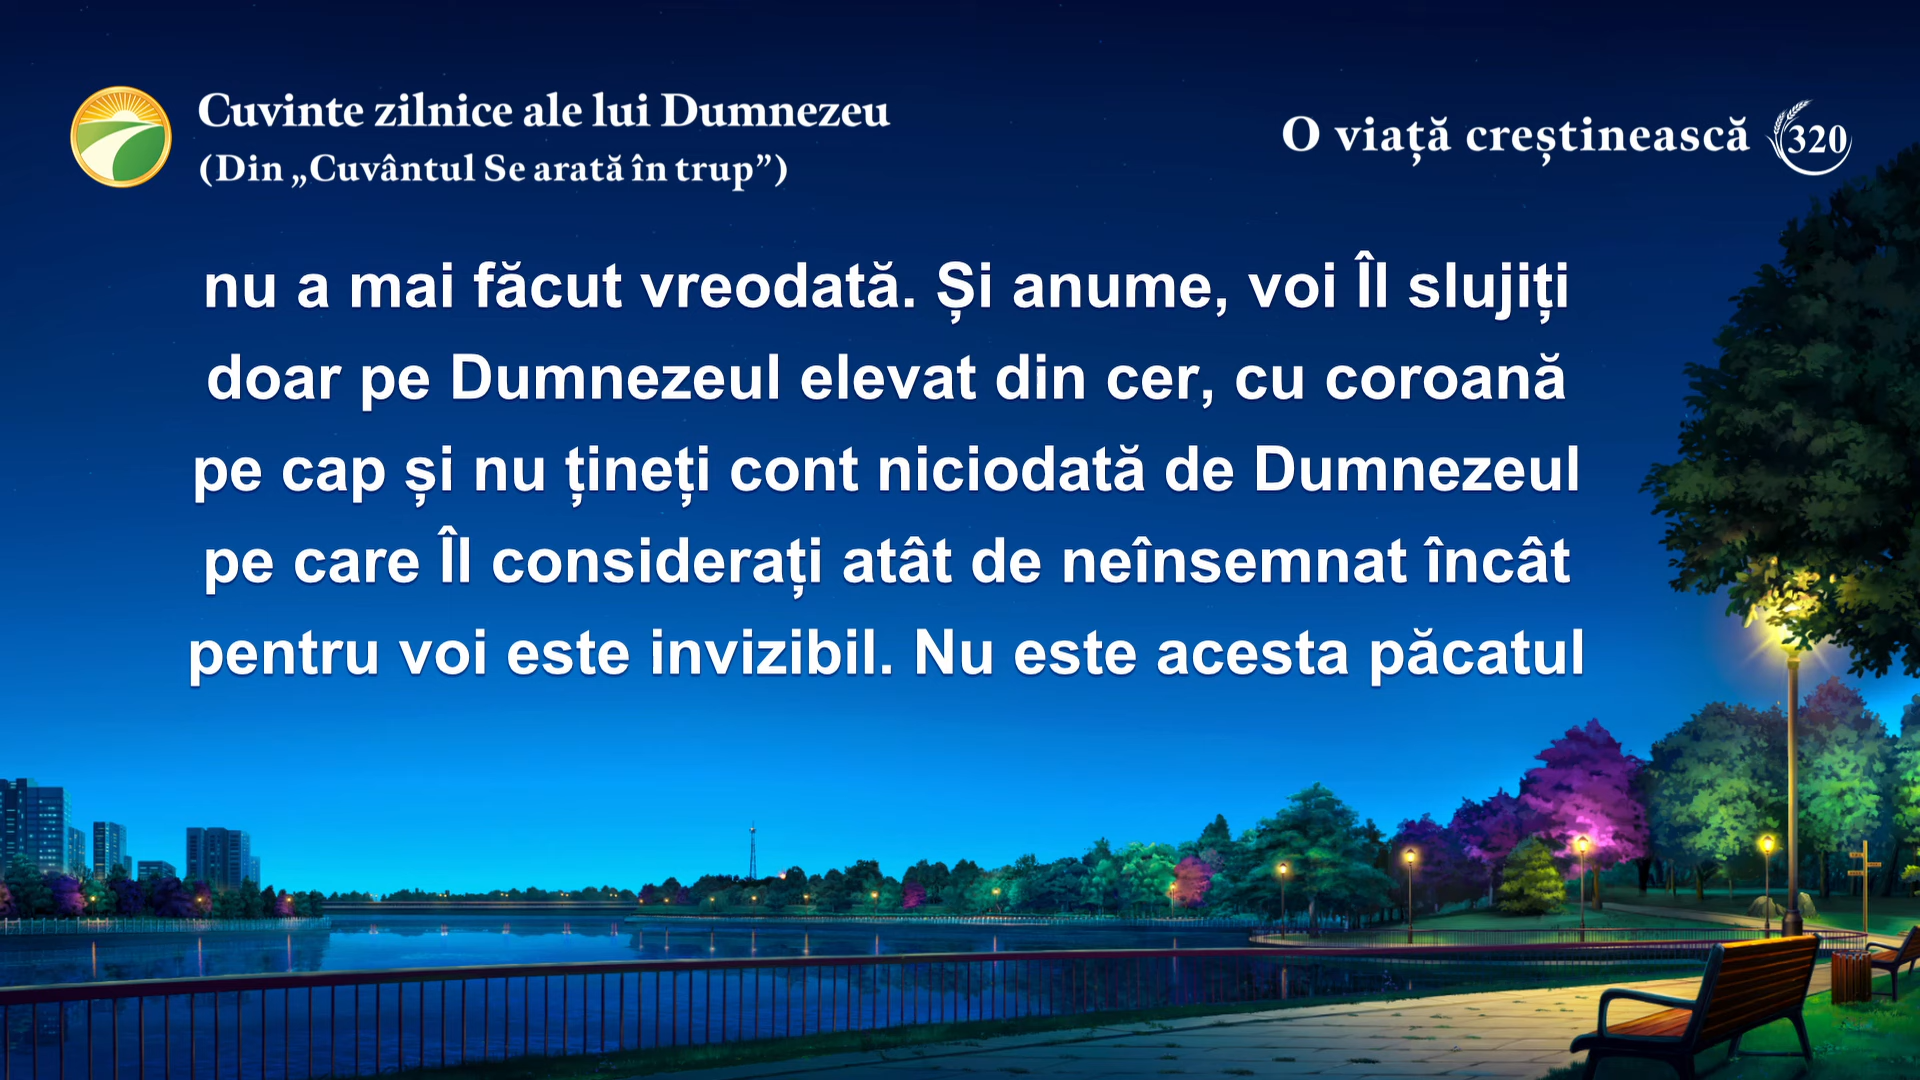 Cuvinte zilnice ale lui Dumnezeu
(Din „Cuvântul Se arată în trup”)
O viață creștinească 320
nu a mai făcut vreodată. Și anume, voi Îl slujiți
doar pe Dumnezeul elevat din cer, cu coroană
pe cap și nu țineți cont niciodată de Dumnezeul
pe care Îl considerați atât de neînsemnat încât
pentru voi este invizibil. Nu este acesta păcatul